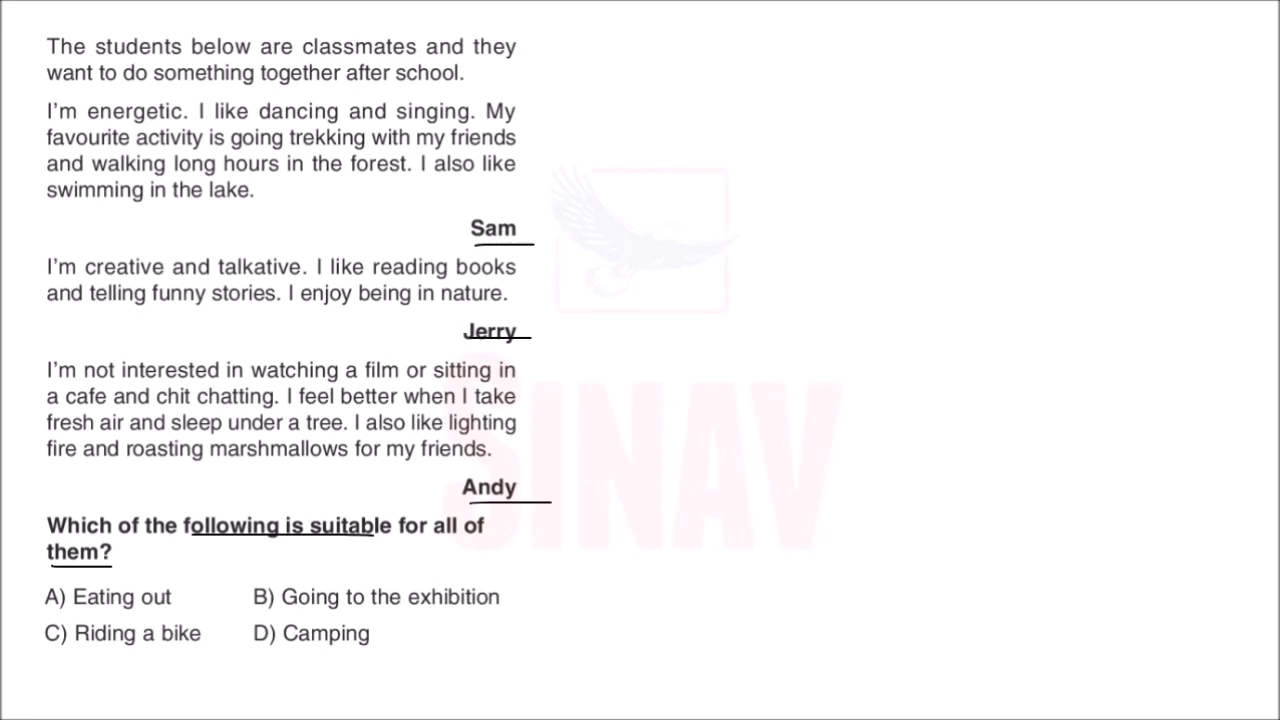 The students below are classmates and they
want to do something together after school.
I'm energetic. I like dancing and singing. My
favourite activity is going trekking with my friends
and walking long hours in the forest. I also like
swimming in the lake.
Sam
I'm creative and talkative. I like reading books
and telling funny stories. I enjoy being in nature.
Jerry
I'm not interested in watching a film or sitting in
a cafe and chit chatting. I feel better when I take
fresh air and sleep under a tree. I also like lighting
fire and roasting marshmallows for my friends.
Andy
Which of the following is suitable for all of
them?
A) Eating out B) Going to the exhibition
C) Riding a bike D) Camping
SINAV